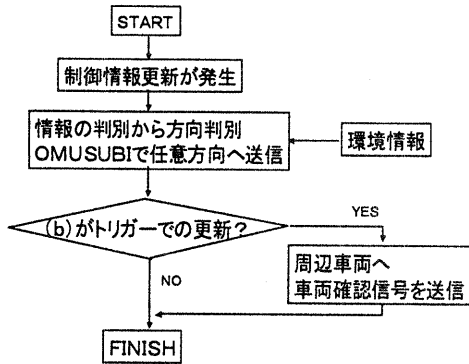 START
制御情報更新が発生
情報の判別から方向判別
OMUSUBIで任意方向へ送信
環境情報
(b)がトリガーでの更新?
YES
周辺車両へ
車両確認信号を送信
NO
FINISH